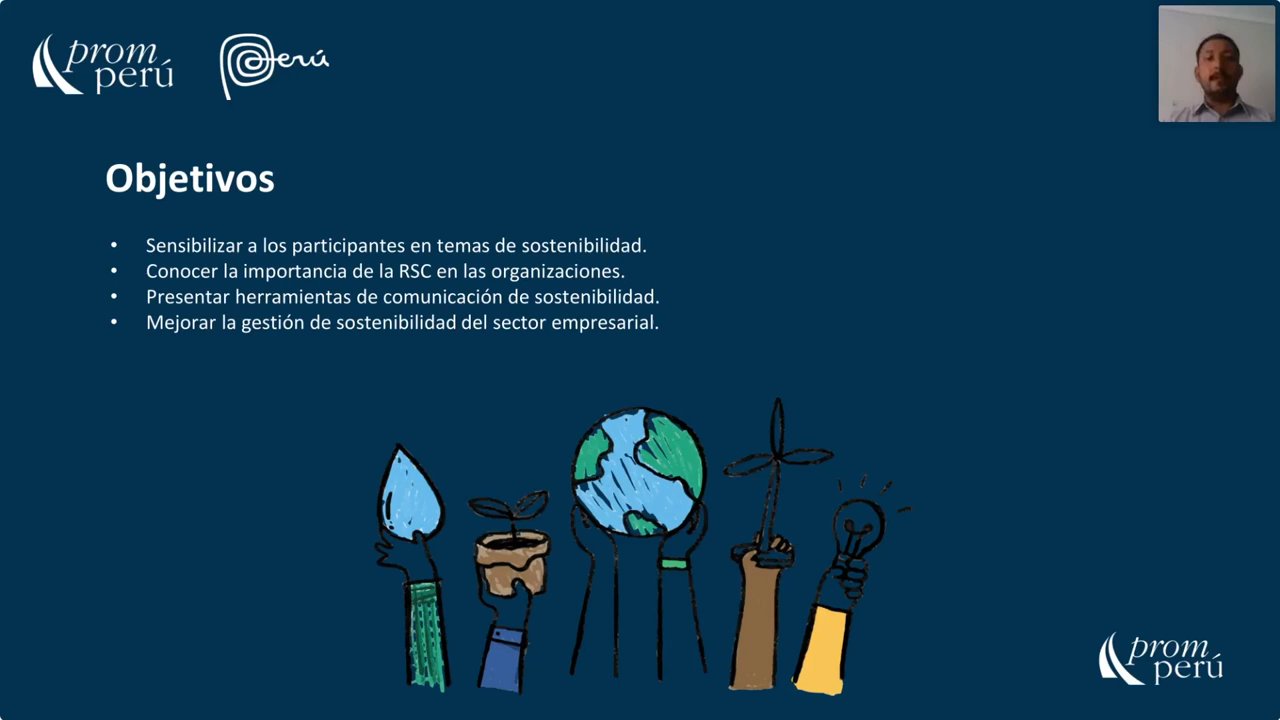 prom
perú
Perú
Objetivos
• Sensibilizar a los participantes en temas de sostenibilidad.
• Conocer la importancia de la RSC en las organizaciones.
• Presentar herramientas de comunicación de sostenibilidad.
• Mejorar la gestión de sostenibilidad del sector empresarial.
prom
perú